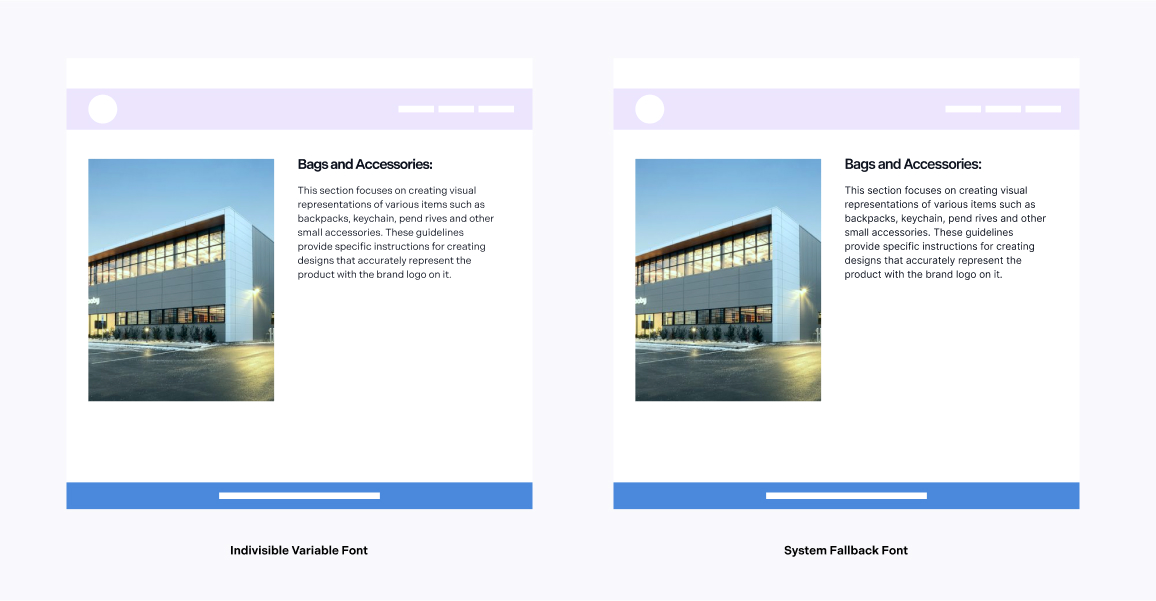 Bags and Accessories:
This section focuses on creating visual
representations of various items such as
backpacks, keychain, pend rives and other
small accessories. These guidelines
provide specific instructions for creating
designs that accurately represent the
product with the brand logo on it.
Indivisible Variable Font
Bags and Accessories:
This section focuses on creating visual
representations of various items such as
backpacks, keychain, pend rives and other
small accessories. These guidelines
provide specific instructions for creating
designs that accurately represent the
product with the brand logo on it.
System Fallback Font